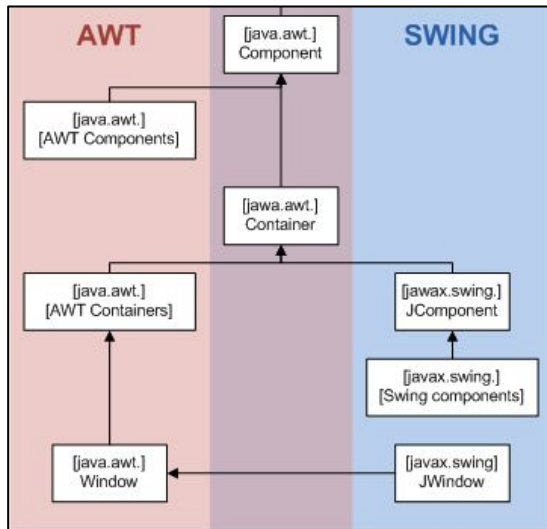 AWT
SWING
[java.awt.]
Component
[java.awt.]
[AWT Components]
[jawa.awt.]
Container
[java.awt.]
[AWT Containers]
[jawax.swing.]
JComponent
[javax.swing.]
[Swing components]
[java.awt.]
Window
[javax.swing]
JWindow